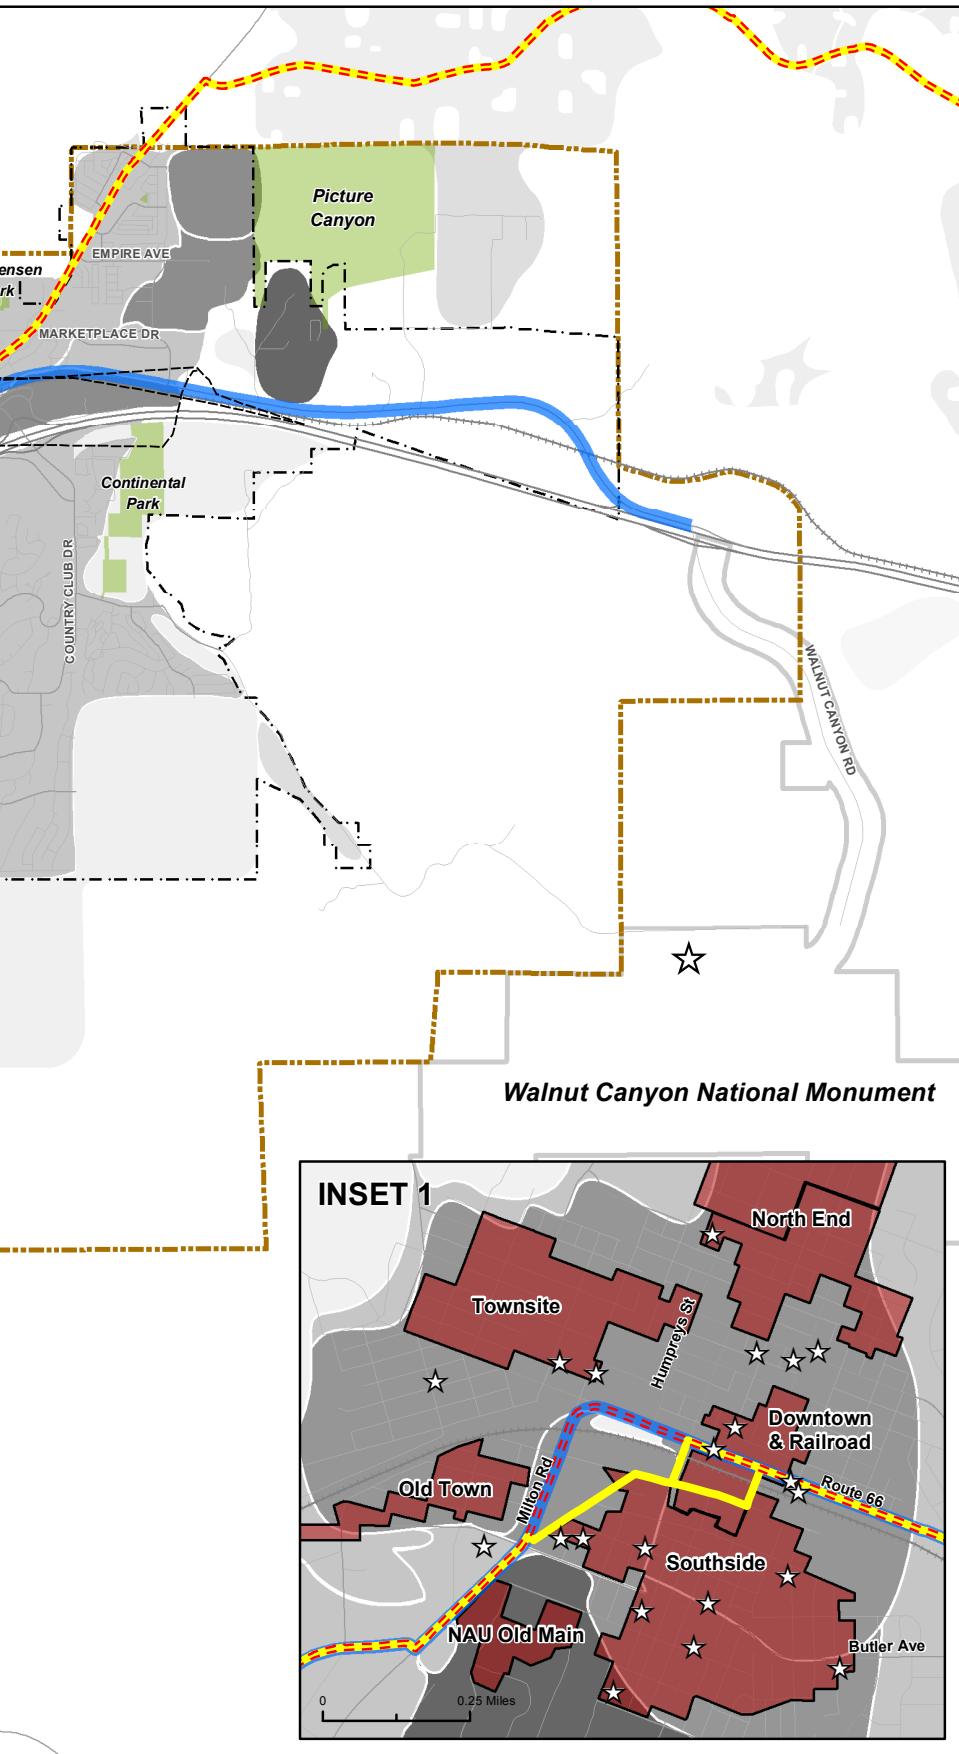 Picture
Canyon
EMPIRE AVE
ensen
rk
MARKETPLACE DR
Continental
Park
COUNTRY CLUB DR
WALNUT CANYON RD
Walnut Canyon National Monument
INSET 1
North End
Townsite
Humpreys St
Downtown
& Railroad
Old Town
Milton Rd
Route 66
Southside
NAU Old Main
Butler Ave
0
0.25 Miles